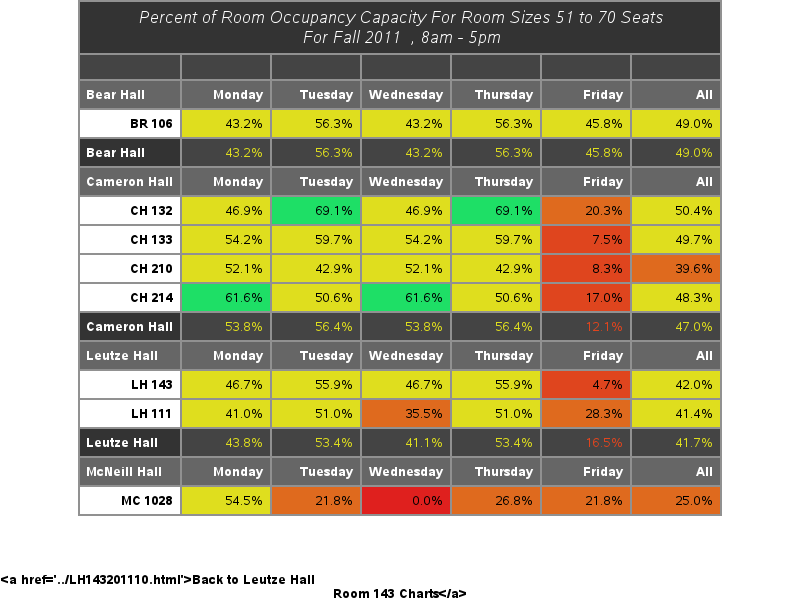 Percent of Room Occupancy Capacity For Room Sizes 51 to 70 Seats
For Fall 2011 , 8am - 5pm
Bear Hall Monday Tuesday Wednesday Thursday Friday All
BR 106 43.2% 56.3% 43.2% 56.3% 45.8% 49.0%
Bear Hall 43.2% 56.3% 43.2% 56.3% 45.8% 49.0%
Cameron Hall Monday Tuesday Wednesday Thursday Friday All
CH 132 46.9% 69.1% 46.9% 69.1% 20.3% 50.4%
CH 133 54.2% 59.7% 54.2% 59.7% 7.5% 49.7%
CH 210 52.1% 42.9% 52.1% 42.9% 8.3% 39.6%
CH 214 61.6% 50.6% 61.6% 50.6% 17.0% 48.3%
Cameron Hall 53.8% 56.4% 53.8% 56.4% 12.1% 47.0%
Leutze Hall Monday Tuesday Wednesday Thursday Friday All
LH 143 46.7% 55.9% 46.7% 55.9% 4.7% 42.0%
LH 111 41.0% 51.0% 35.5% 51.0% 28.3% 41.4%
Leutze Hall 43.8% 53.4% 41.1% 53.4% 16.5% 41.7%
McNeill Hall Monday Tuesday Wednesday Thursday Friday All
MC 1028 54.5% 21.8% 0.0% 26.8% 21.8% 25.0%
<a href='../LH143201110.html'>Back to Leutze Hall
Room 143 Charts</a>